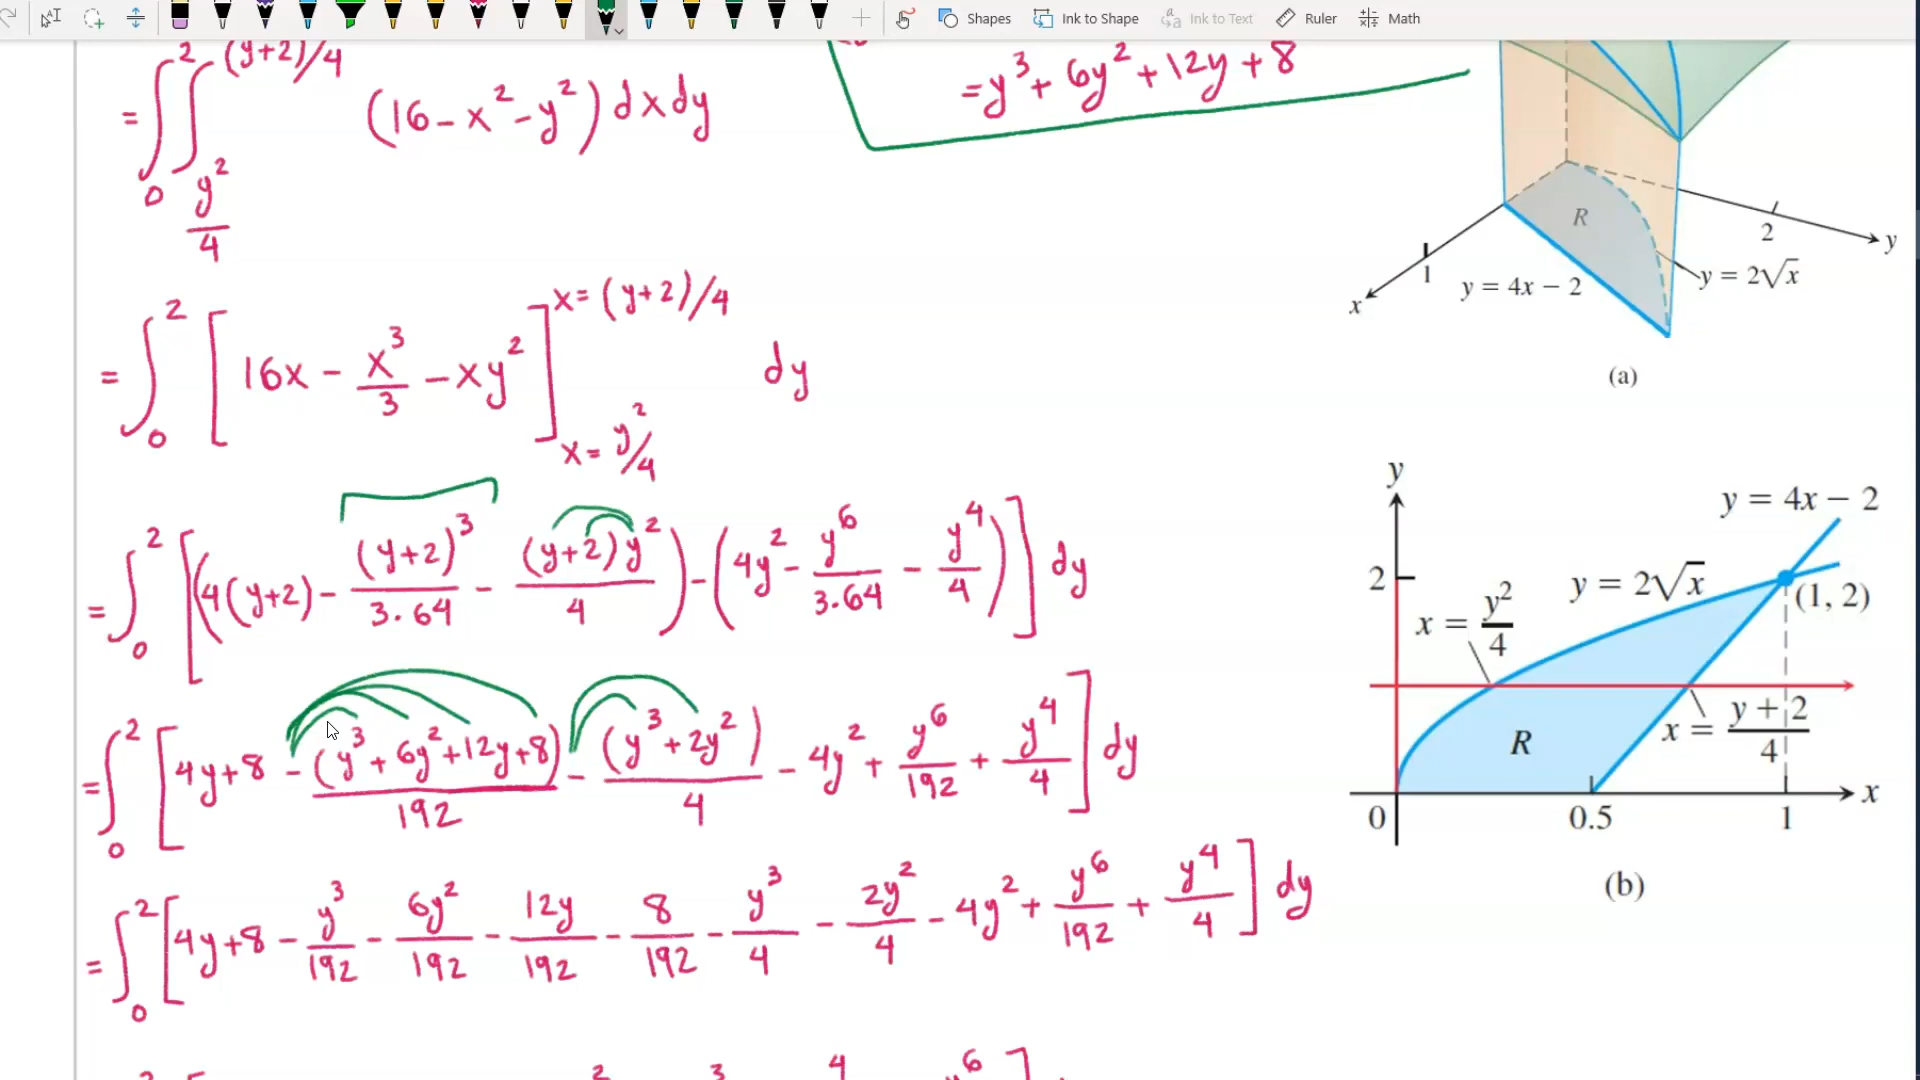 Shapes Ink to Shape Ink to Text Ruler Math
= ∫₀² ∫_{y²/4}^{(y+2)/4} (16 - x² - y²) dx dy
= y³ + 6y² + 12y + 8
= ∫₀² [16x - x³/3 - xy²]_{x = y²/4}^{x = (y+2)/4} dy
= ∫₀² [(4(y+2) - (y+2)³/3·64 - (y+2)y²/4) - (4y² - y⁶/3·64 - y⁴/4)] dy
= ∫₀² [4y+8 - (y³ + 6y² + 12y + 8)/192 - (y³ + 2y²)/4 - 4y² + y⁶/192 + y⁴/4] dy
= ∫₀² [4y+8 - y³/192 - 6y²/192 - 12y/192 - 8/192 - y³/4 - 2y²/4 - 4y² + y⁶/192 + y⁴/4] dy
R
2
y
1
x
y = 4x − 2
y = 2√x
(a)
y
y = 4x − 2
2
y = 2√x
(1, 2)
x = y²/4
x = (y + 2)/4
R
0
0.5
1
x
(b)